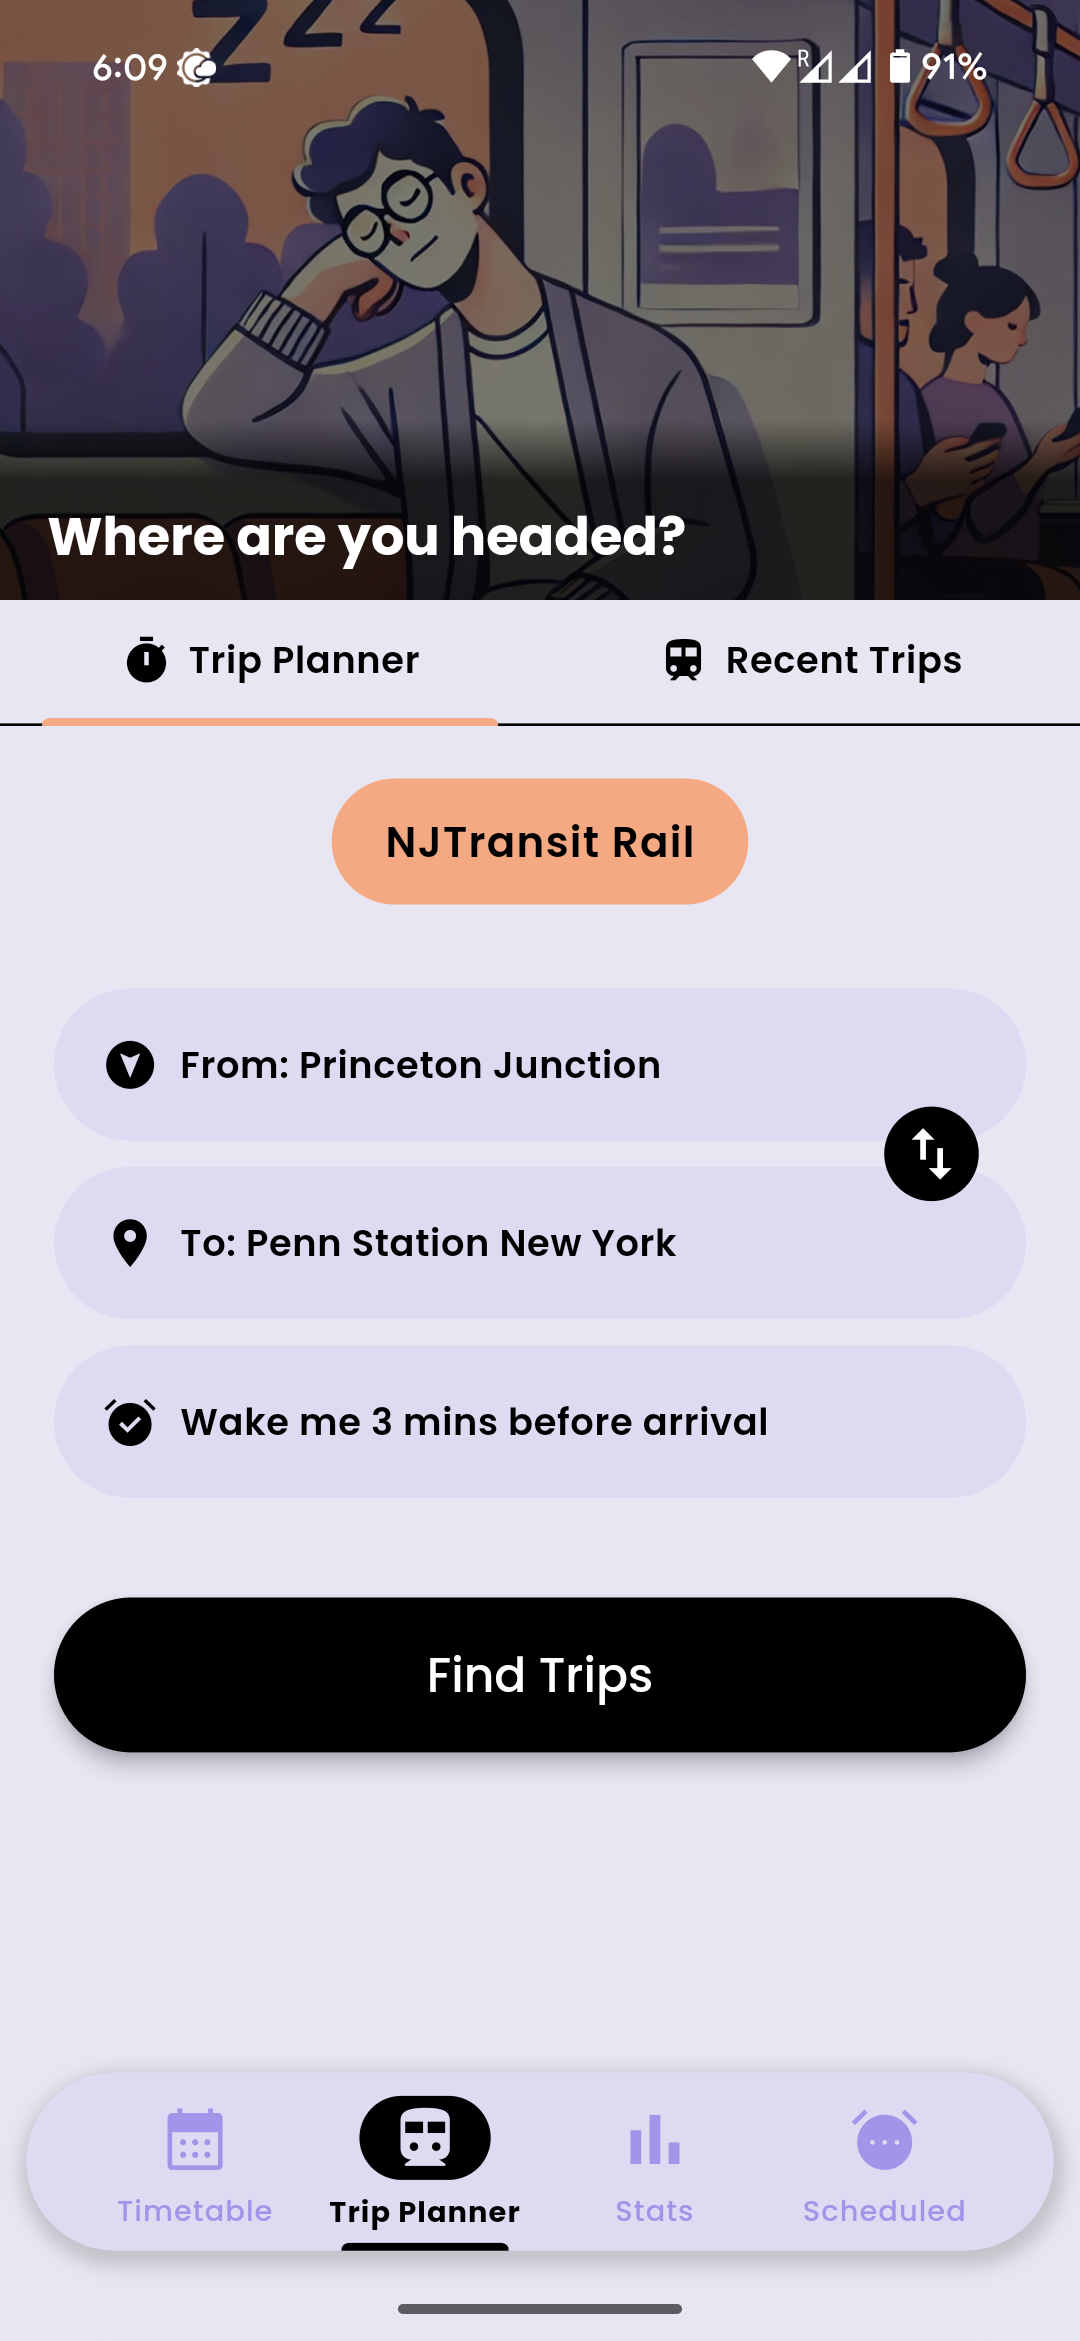 6:09
R
91%
ZZZ
Where are you headed?
Trip Planner
Recent Trips
NJTransit Rail
From: Princeton Junction
To: Penn Station New York
Wake me 3 mins before arrival
Find Trips
Timetable
Trip Planner
Stats
Scheduled